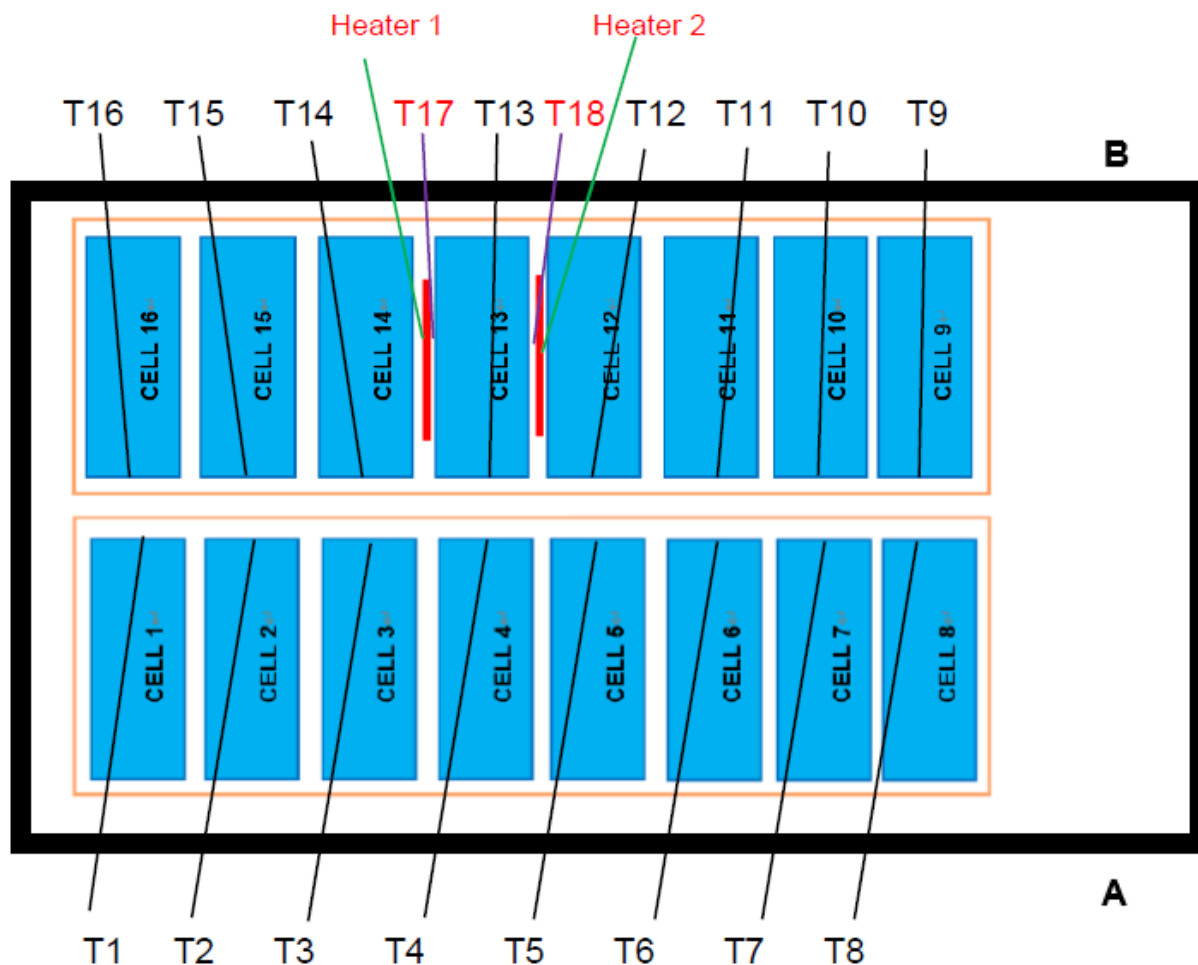 Heater 1 Heater 2
T16 T15 T14 T17 T13 T18 T12 T11 T10 T9
B
CELL 16 CELL 15 CELL 14 CELL 13 CELL 12 CELL 11 CELL 10 CELL 9
CELL 1 CELL 2 CELL 3 CELL 4 CELL 5 CELL 6 CELL 7 CELL 8
A
T1 T2 T3 T4 T5 T6 T7 T8